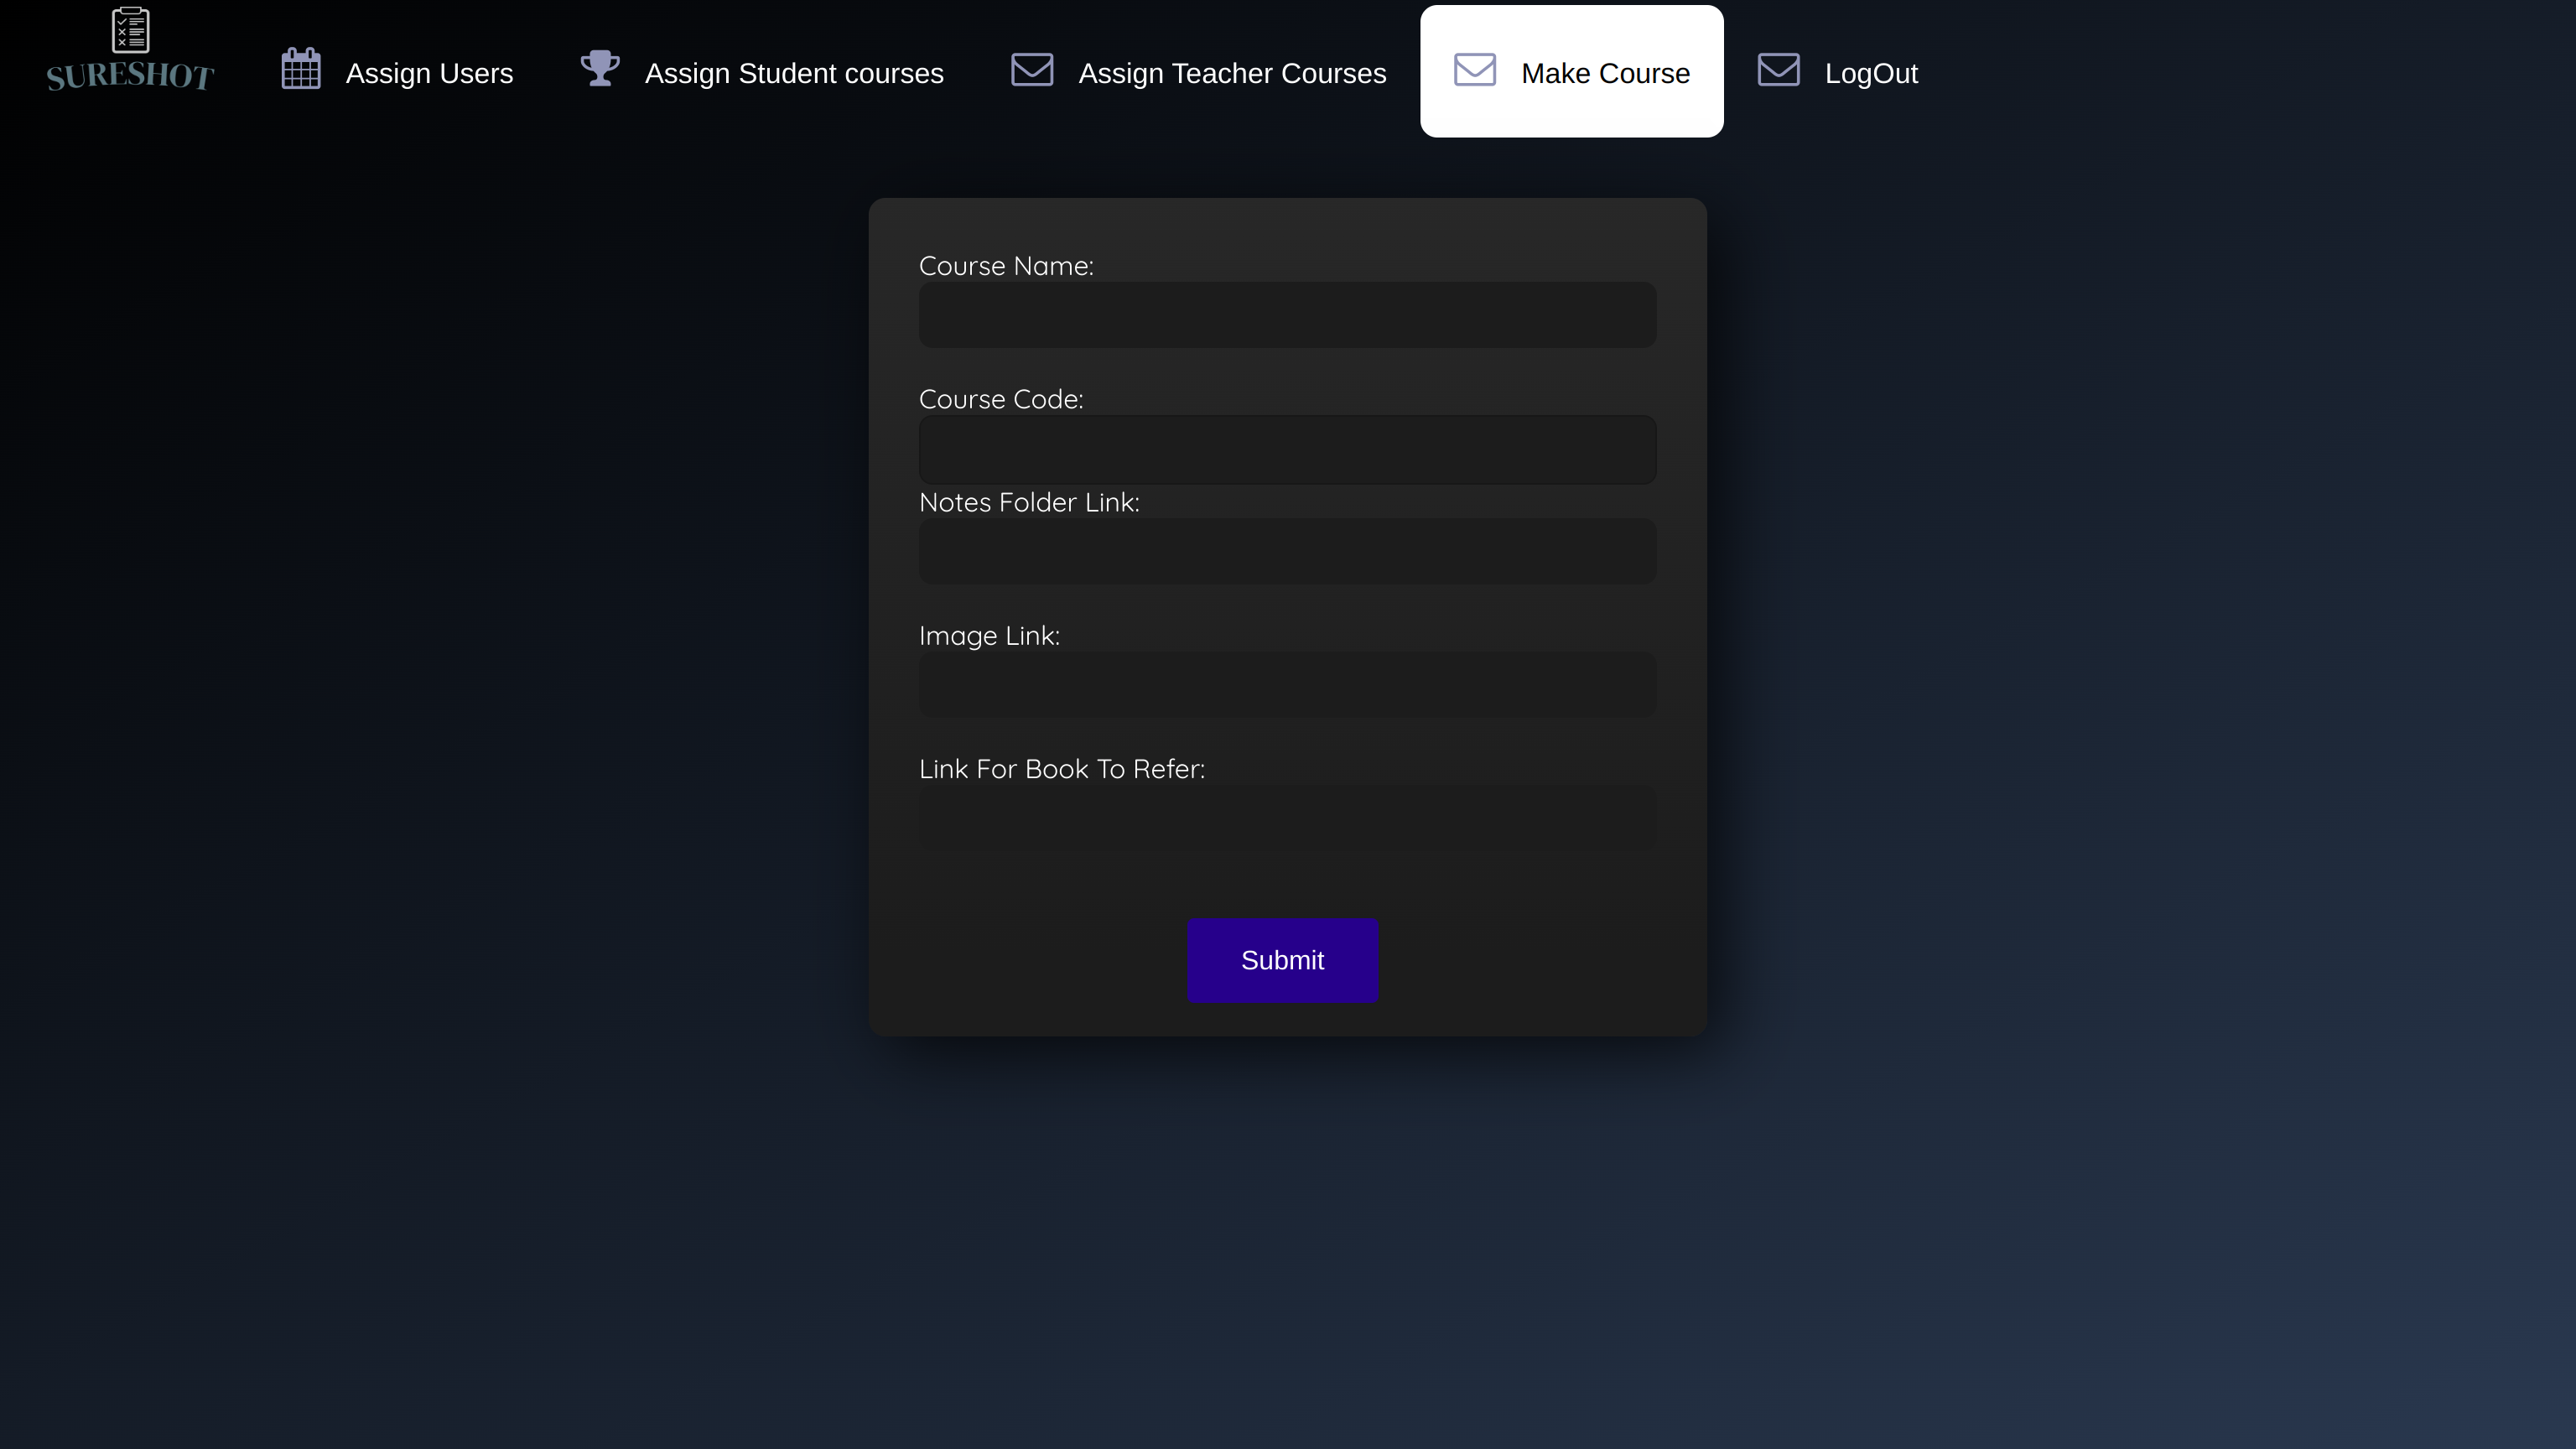 SURESHOT
Assign Users
Assign Student courses
Assign Teacher Courses
Make Course
LogOut
Course Name:
Course Code:
Notes Folder Link:
Image Link:
Link For Book To Refer:
Submit